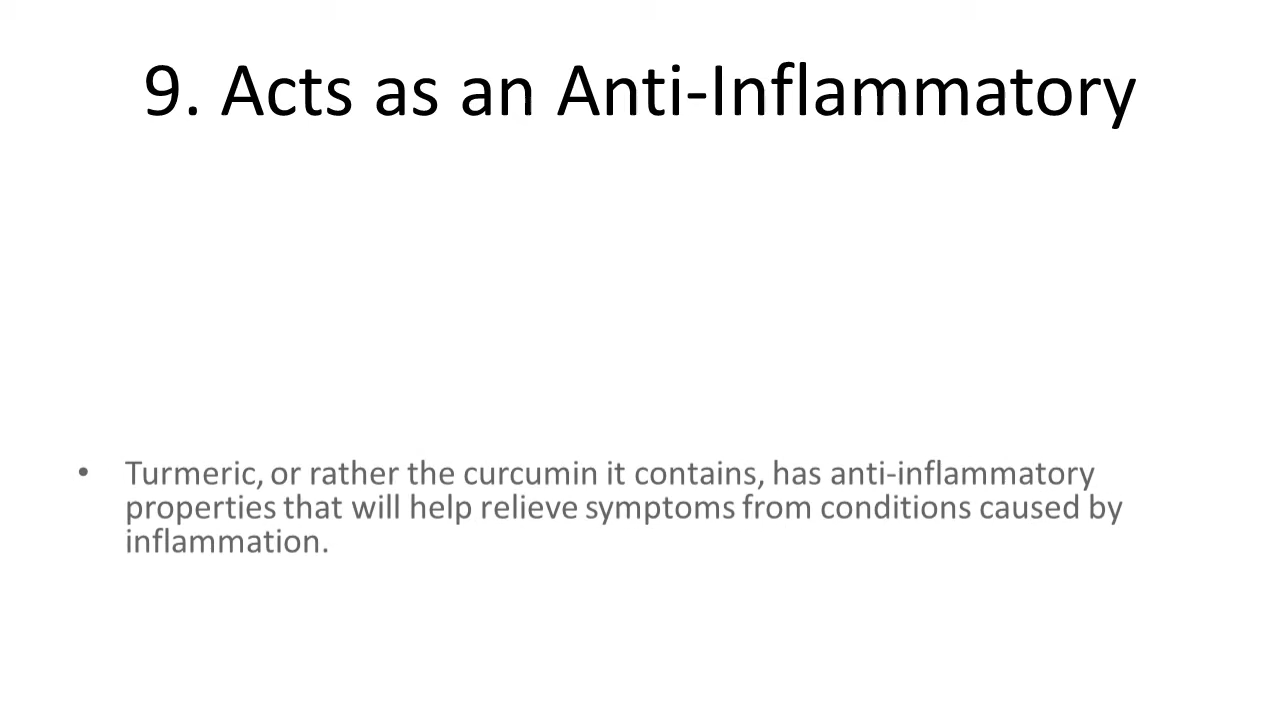 9. Acts as an Anti-Inflammatory
• Turmeric, or rather the curcumin it contains, has anti-inflammatory
properties that will help relieve symptoms from conditions caused by
inflammation.